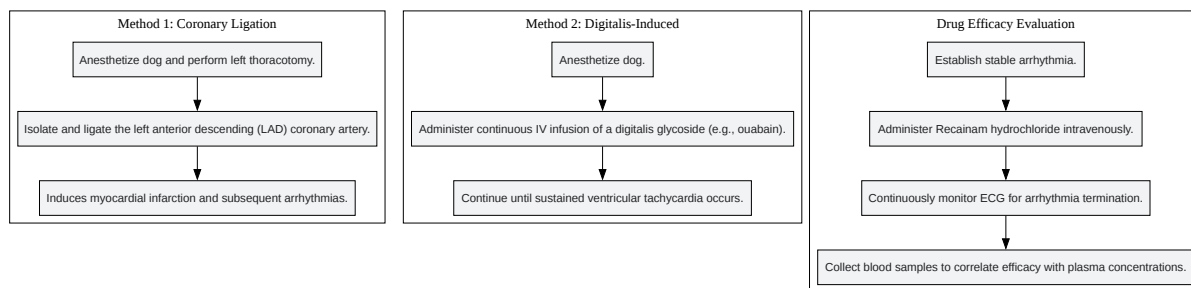 Method 1: Coronary Ligation
Anesthetize dog and perform left thoracotomy.
Isolate and ligate the left anterior descending (LAD) coronary artery.
Induces myocardial infarction and subsequent arrhythmias.
Method 2: Digitalis-Induced
Anesthetize dog.
Administer continuous IV infusion of a digitalis glycoside (e.g., ouabain).
Continue until sustained ventricular tachycardia occurs.
Drug Efficacy Evaluation
Establish stable arrhythmia.
Administer Recainam hydrochloride intravenously.
Continuously monitor ECG for arrhythmia termination.
Collect blood samples to correlate efficacy with plasma concentrations.